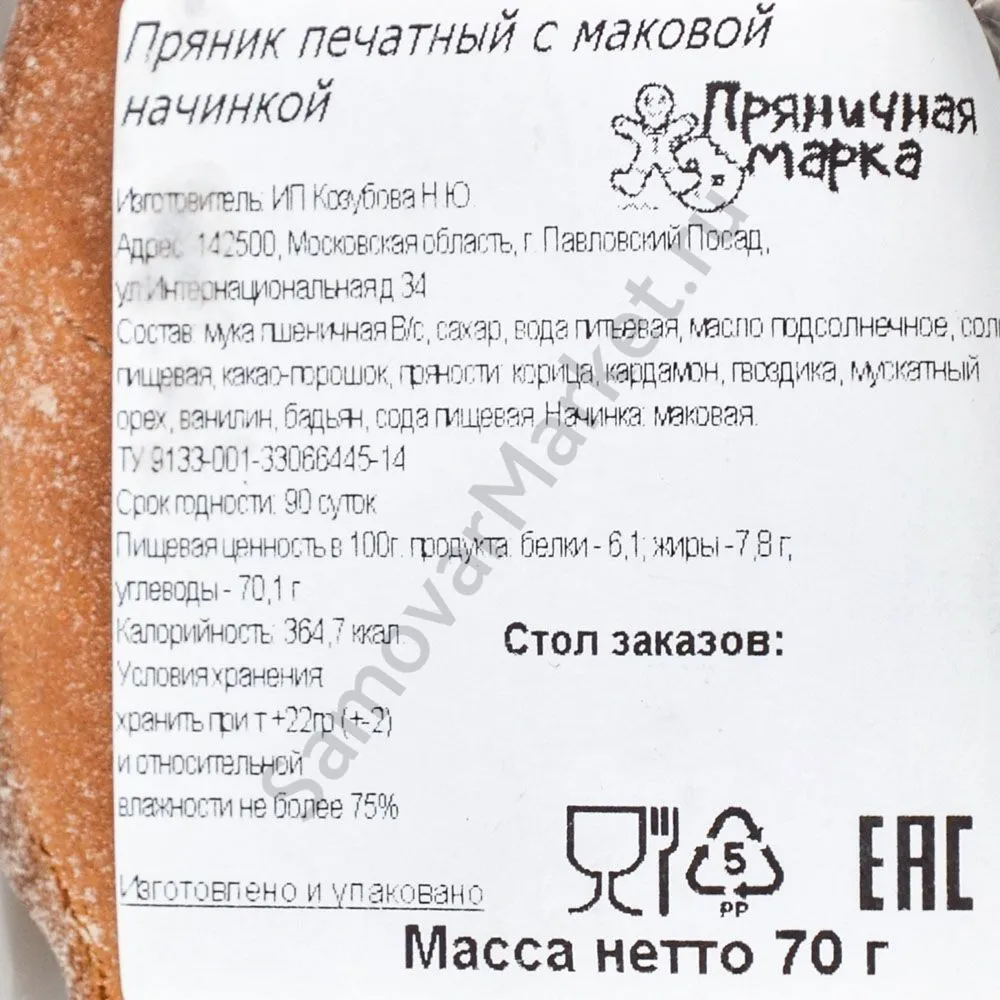 Пряник печатный с маковой
начинкой
Пряничная
марка
Изготовитель: ИП Козубова Н.Ю.
Адрес: 142500, Московская область, г. Павловский Посад,
ул.Интернациональная д 34
Состав: мука пшеничная В/с, сахар, вода питьевая, масло подсолнечное, соль
пищевая, какао-порошок, пряности: корица, кардамон, гвоздика, мускатный
орех, ванилин, бадьян, сода пищевая. Начинка: маковая.
ТУ 9133-001-33066445-14
Срок годности: 90 суток
Пищевая ценность в 100г. продукта: белки - 6,1; жиры -7,8 г;
углеводы - 70,1 г
Калорийность: 364,7 ккал
Стол заказов:
Условия хранения
хранить при т +22гр (+-2)
и относительной
влажности не более 75%
5
PP
ЕАС
Изготовлено и упаковано
Масса нетто 70 г
SamovarMarket.ru